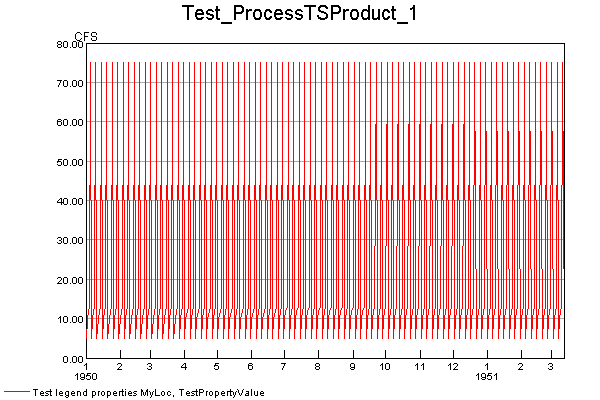 Test_ProcessTSProduct_1
CFS
80.00
70.00
60.00
50.00
40.00
30.00
20.00
10.00
0.00
1 2 3 4 5 6 7 8 9 10 11 12 1 2 3
1950 1951
Test legend properties MyLoc, TestPropertyValue